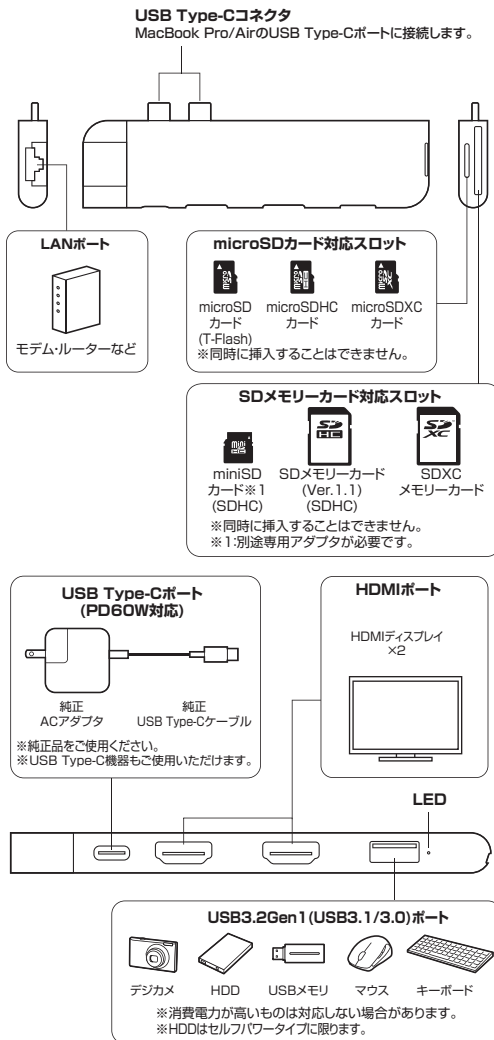 USB Type-Cコネクタ
MacBook Pro/AirのUSB Type-Cポートに接続します。
LANポート
モデム・ルーターなど
microSDカード対応スロット
microSD
カード
(T-Flash)
microSDHC
カード
microSDXC
カード
※同時に挿入することはできません。
SDメモリーカード対応スロット
miniSD
カード※1
(SDHC)
SDメモリーカード
(Ver.1.1)
(SDHC)
SDXC
メモリーカード
※同時に挿入することはできません。
※1:別途専用アダプタが必要です。
USB Type-Cポート
(PD60W対応)
純正
ACアダプタ
純正
USB Type-Cケーブル
※純正品をご使用ください。
※USB Type-C機器もご使用いただけます。
HDMIポート
HDMIディスプレイ
×2
LED
USB3.2Gen1(USB3.1/3.0)ポート
デジカメ
HDD
USBメモリ
マウス
キーボード
※消費電力が高いものは対応しない場合があります。
※HDDはセルフパワータイプに限ります。